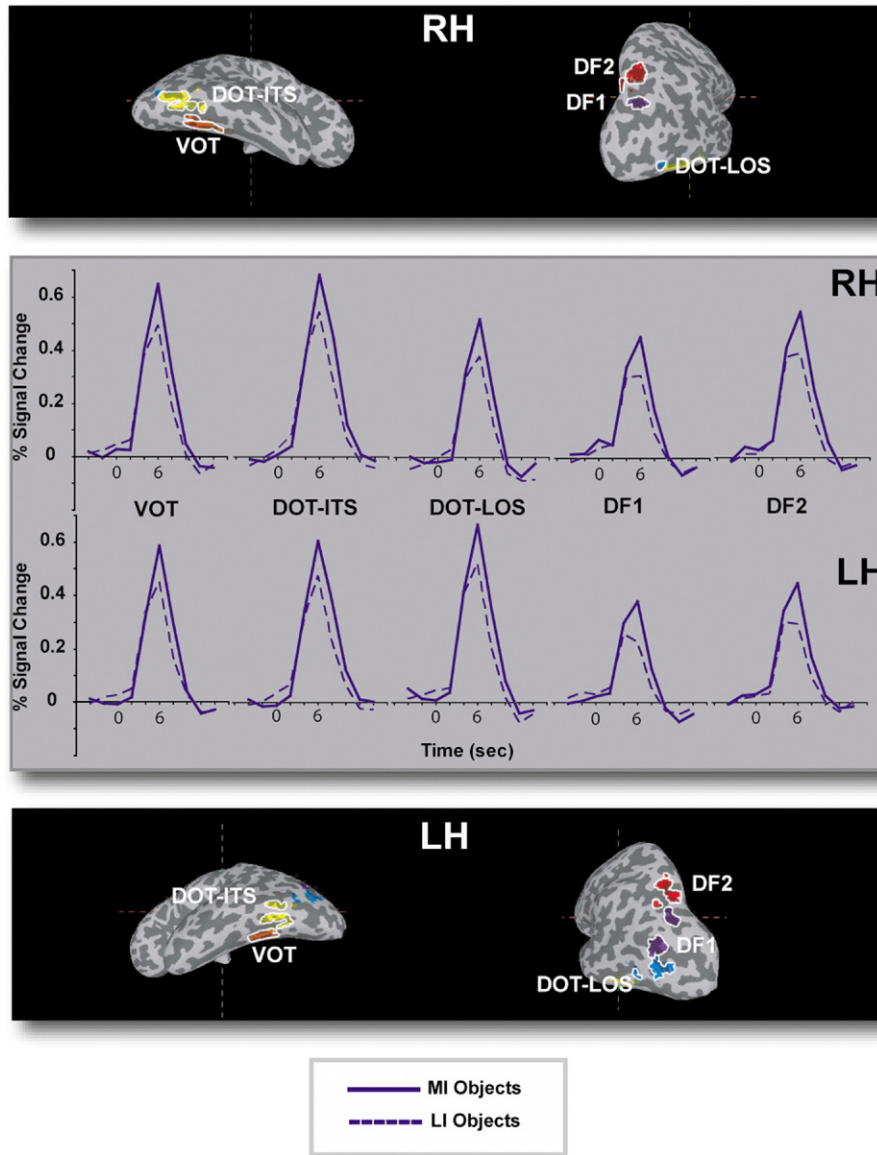 RH
DF2
DOT-ITS
DF1
VOT
DOT-LOS
RH
% Signal Change
0.6
0.4
0.2
0
0 6 0 6 0 6 0 6 0 6
VOT DOT-ITS DOT-LOS DF1 DF2
LH
% Signal Change
0.6
0.4
0.2
0
0 6 0 6 0 6 0 6 0 6
Time (sec)
LH
DOT-ITS
DF2
VOT
DF1
DOT-LOS
MI Objects
LI Objects